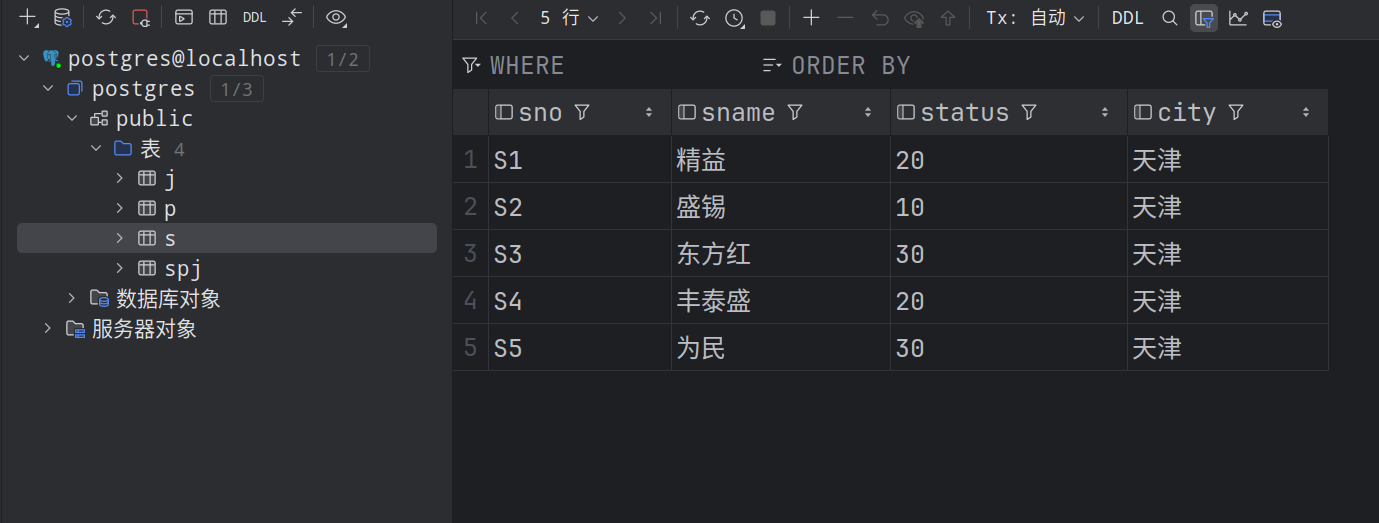 DDL 5 行 Tx: 自动 DDL
postgres@localhost 1/2
postgres 1/3
public
表 4
j
p
s
spj
数据库对象
服务器对象
WHERE ORDER BY
sno sname status city
1 S1 精益 20 天津
2 S2 盛锡 10 天津
3 S3 东方红 30 天津
4 S4 丰泰盛 20 天津
5 S5 为民 30 天津